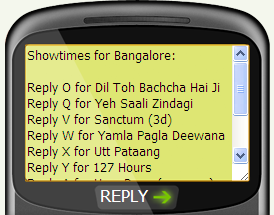 Showtimes for Bangalore:
Reply O for Dil Toh Bachcha Hai Ji
Reply Q for Yeh Saali Zindagi
Reply V for Sanctum (3d)
Reply W for Yamla Pagla Deewana
Reply X for Utt Pataang
Reply Y for 127 Hours
REPLY